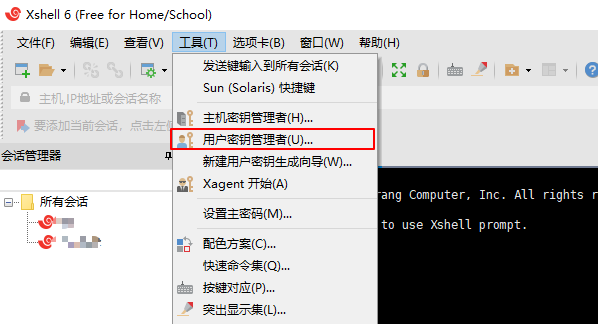 Xshell 6 (Free for Home/School)
文件(F) 编辑(E) 查看(V) 工具(T) 选项卡(B) 窗口(W) 帮助(H)
发送键输入到所有会话(K)
Sun (Solaris) 快捷键
主机密钥管理者(H)...
用户密钥管理者(U)...
新建用户密钥生成向导(W)...
Xagent 开始(A)
设置主密码(M)...
配色方案(C)...
快速命令集(Q)...
按键对应(P)...
突出显示集(L)...
主机,IP地址或会话名称
要添加当前会话，点击左
会话管理器
所有会话
Computer, Inc. All rights
to use Xshell prompt.